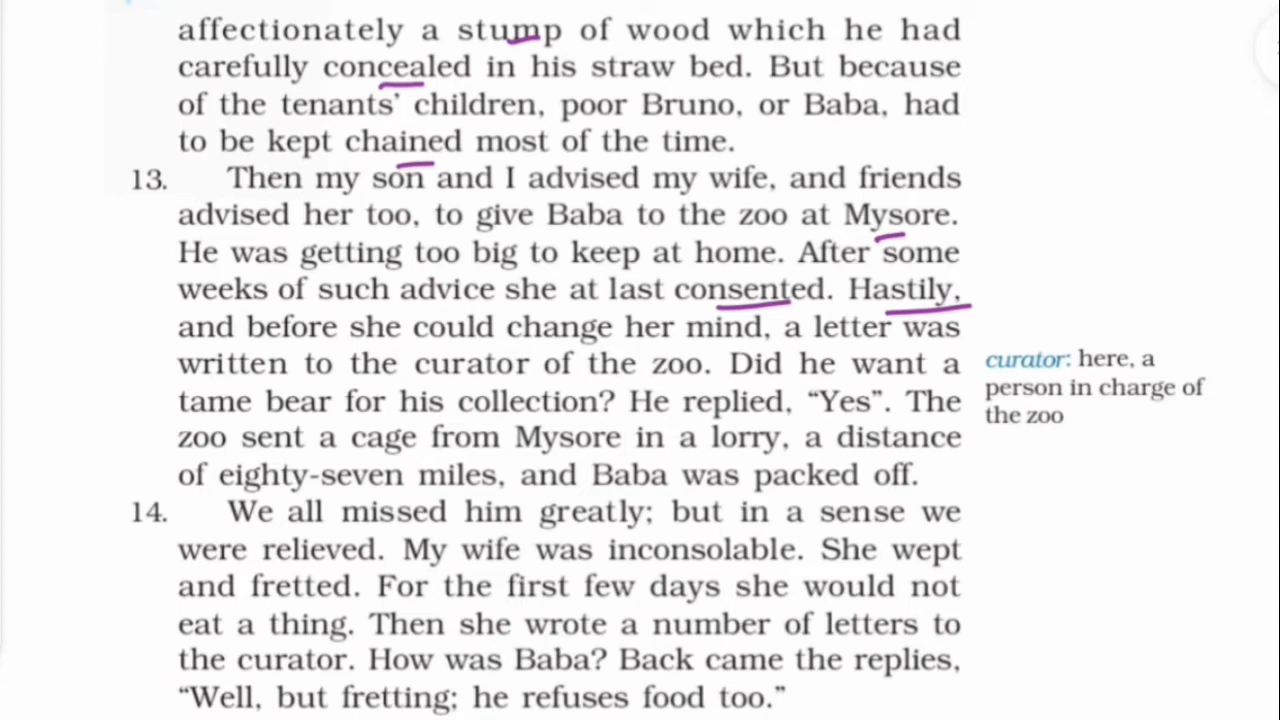 affectionately a stump of wood which he had
carefully concealed in his straw bed. But because
of the tenants’ children, poor Bruno, or Baba, had
to be kept chained most of the time.
13. Then my son and I advised my wife, and friends
advised her too, to give Baba to the zoo at Mysore.
He was getting too big to keep at home. After some
weeks of such advice she at last consented. Hastily,
and before she could change her mind, a letter was
written to the curator of the zoo. Did he want a
tame bear for his collection? He replied, “Yes”. The
zoo sent a cage from Mysore in a lorry, a distance
of eighty-seven miles, and Baba was packed off.
curator: here, a
person in charge of
the zoo
14. We all missed him greatly; but in a sense we
were relieved. My wife was inconsolable. She wept
and fretted. For the first few days she would not
eat a thing. Then she wrote a number of letters to
the curator. How was Baba? Back came the replies,
“Well, but fretting; he refuses food too.”